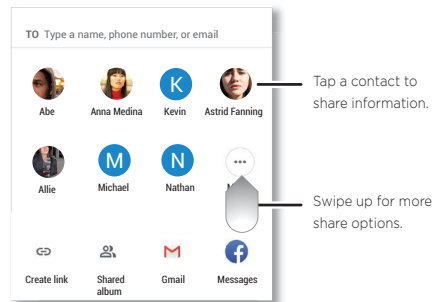 TO Type a name, phone number, or email
K
Abe Anna Medina Kevin Astrid Fanning
Tap a contact to
share information.
M N
Allie Michael Nathan
Swipe up for more
share options.
Create link Shared album Gmail Messages